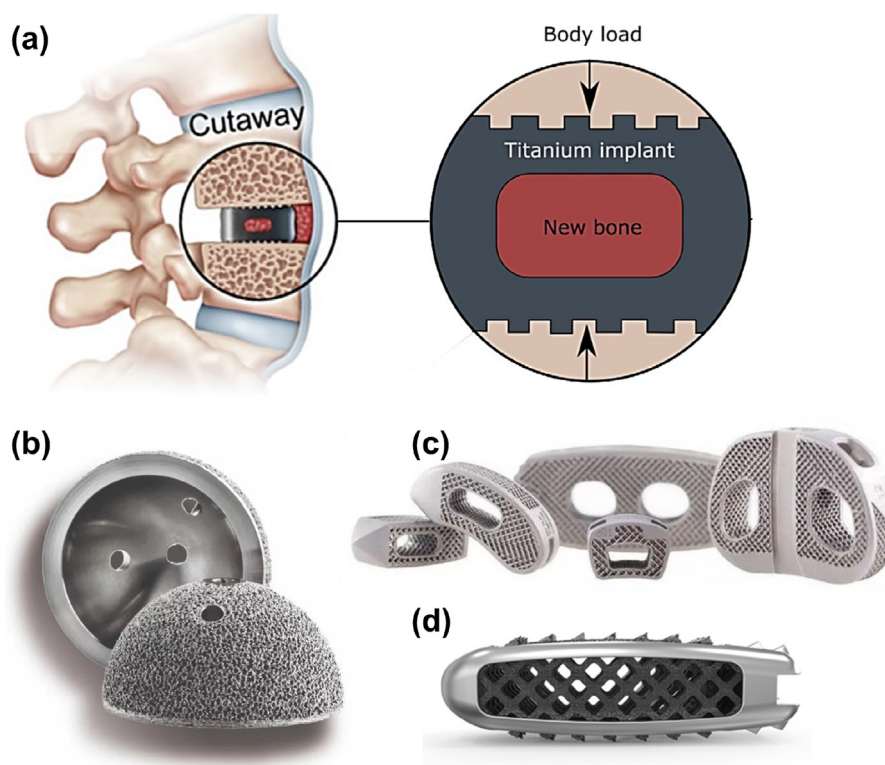 (a)
Cutaway
Body load
Titanium implant
New bone
(b)
(c)
(d)